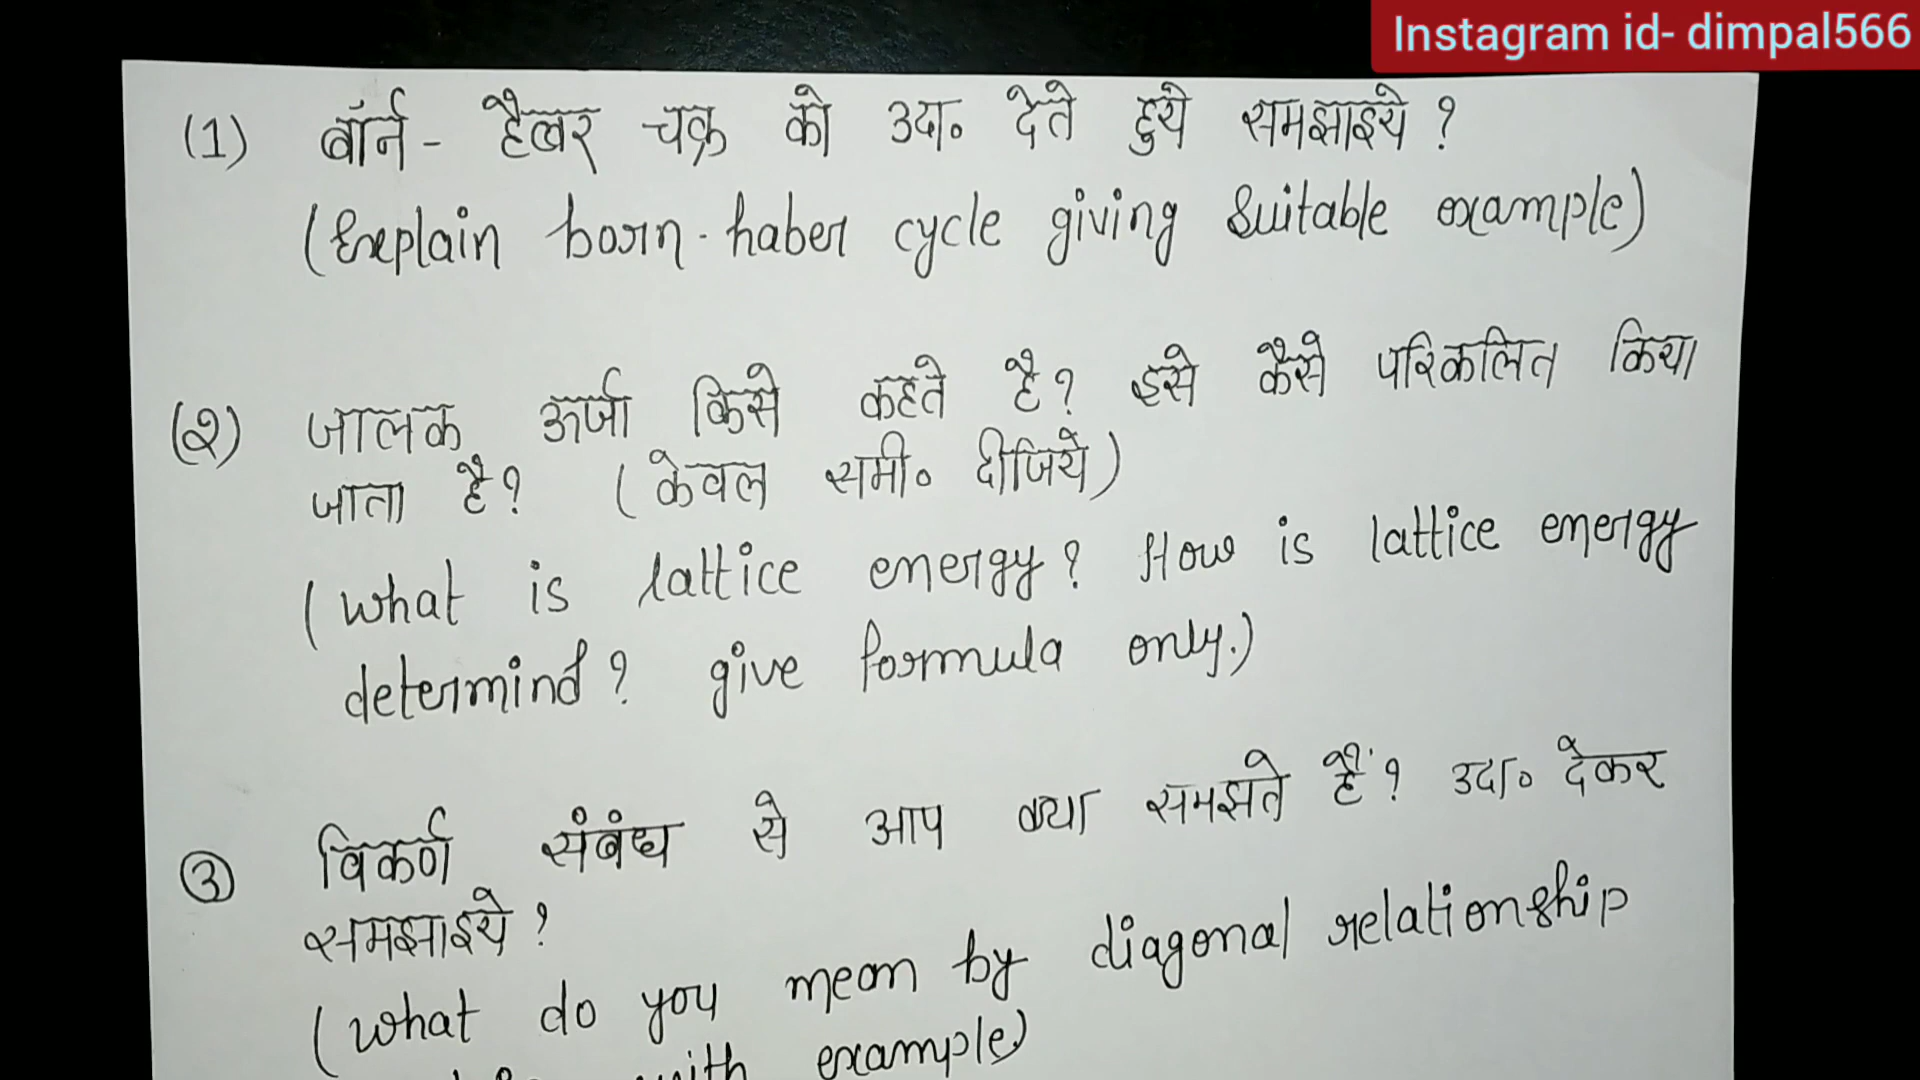 Instagram id- dimpal566
(1) बॉर्न - हैबर चक्र को उदा० देते हुये समझाइये ?
(Explain born-haber cycle giving Suitable example)
(2) जालक ऊर्जा किसे कहते है? इसे कैसे परिकलित किया
जाता है? (केवल समी० दीजिये)
(what is lattice energy? How is lattice energy
determind? give formula only.)
(3) विकर्ण संबंध से आप क्या समझते हैं? उदा० देकर
समझाइये ?
(what do you mean by diagonal relationship
with example)